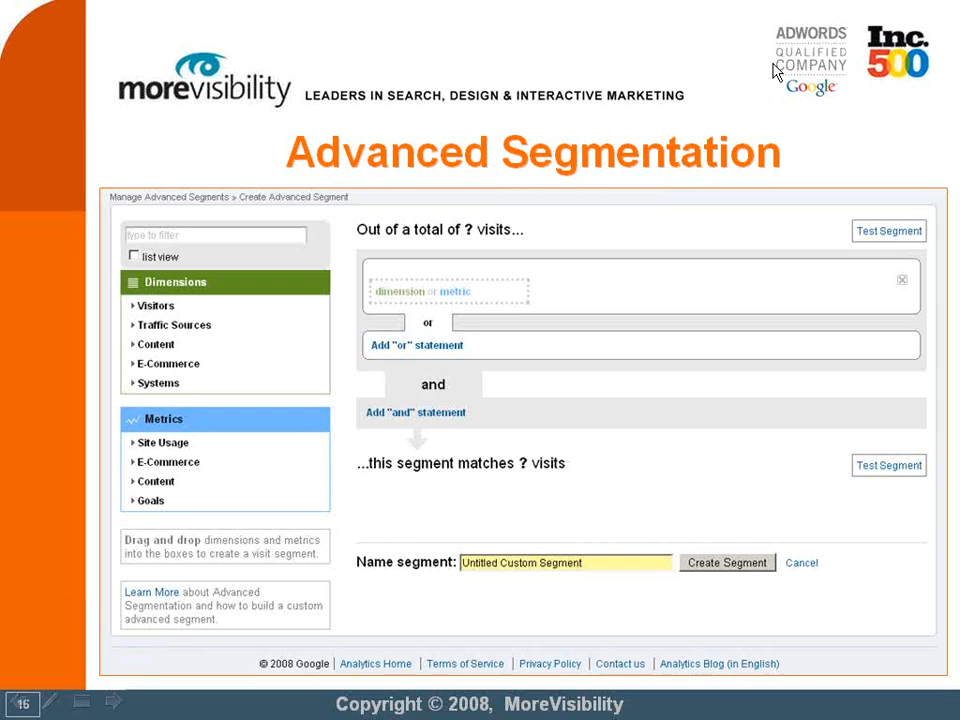 morevisibility LEADERS IN SEARCH, DESIGN & INTERACTIVE MARKETING
ADWORDS
QUALIFIED
COMPANY
Google
Inc.
500
Advanced Segmentation
Manage Advanced Segments » Create Advanced Segment
type to filter
list view
Dimensions
Visitors
Traffic Sources
Content
E-Commerce
Systems
Metrics
Site Usage
E-Commerce
Content
Goals
Drag and drop dimensions and metrics
into the boxes to create a visit segment.
Learn More about Advanced
Segmentation and how to build a custom
advanced segment.
Out of a total of ? visits...
Test Segment
dimension or metric
or
Add "or" statement
and
Add "and" statement
...this segment matches ? visits
Test Segment
Name segment: Untitled Custom Segment Create Segment Cancel
© 2008 Google | Analytics Home | Terms of Service | Privacy Policy | Contact us | Analytics Blog (in English)
16
Copyright © 2008, MoreVisibility